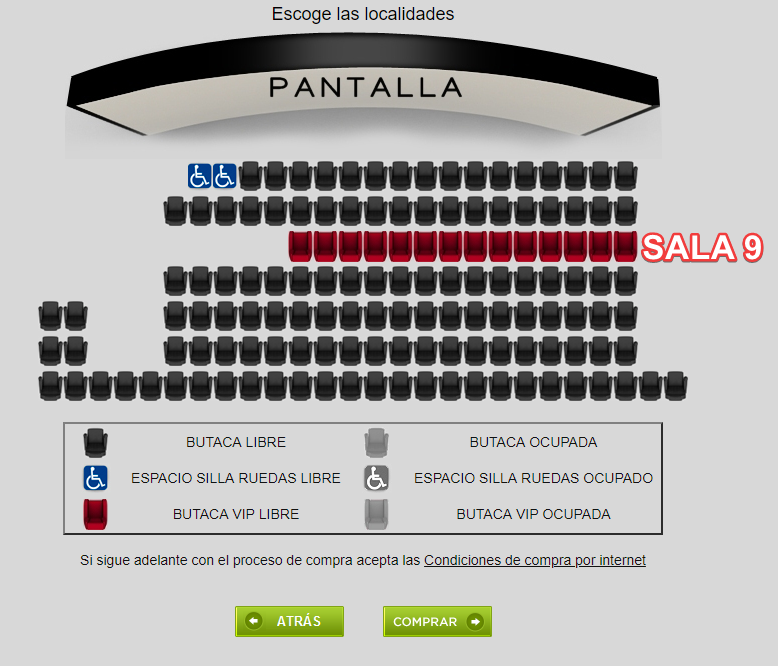 Escoge las localidades
PANTALLA
SALA 9
BUTACA LIBRE
BUTACA OCUPADA
ESPACIO SILLA RUEDAS LIBRE
ESPACIO SILLA RUEDAS OCUPADO
BUTACA VIP LIBRE
BUTACA VIP OCUPADA
Si sigue adelante con el proceso de compra acepta las Condiciones de compra por internet
ATRÁS
COMPRAR